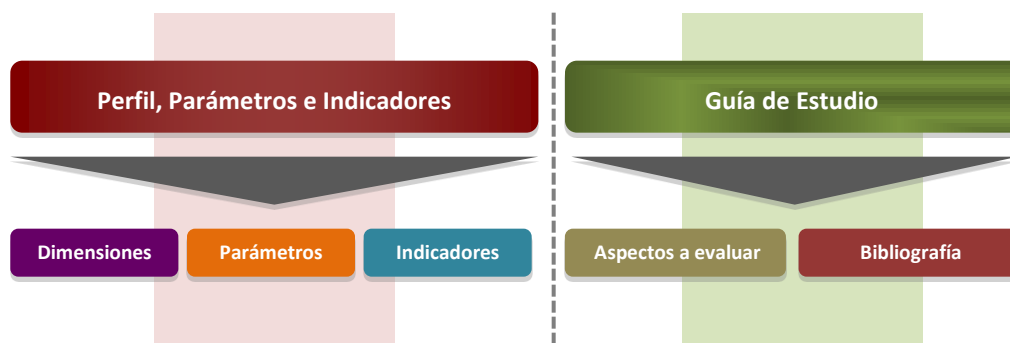 Perfil, Parámetros e Indicadores
Guía de Estudio
Dimensiones
Parámetros
Indicadores
Aspectos a evaluar
Bibliografía